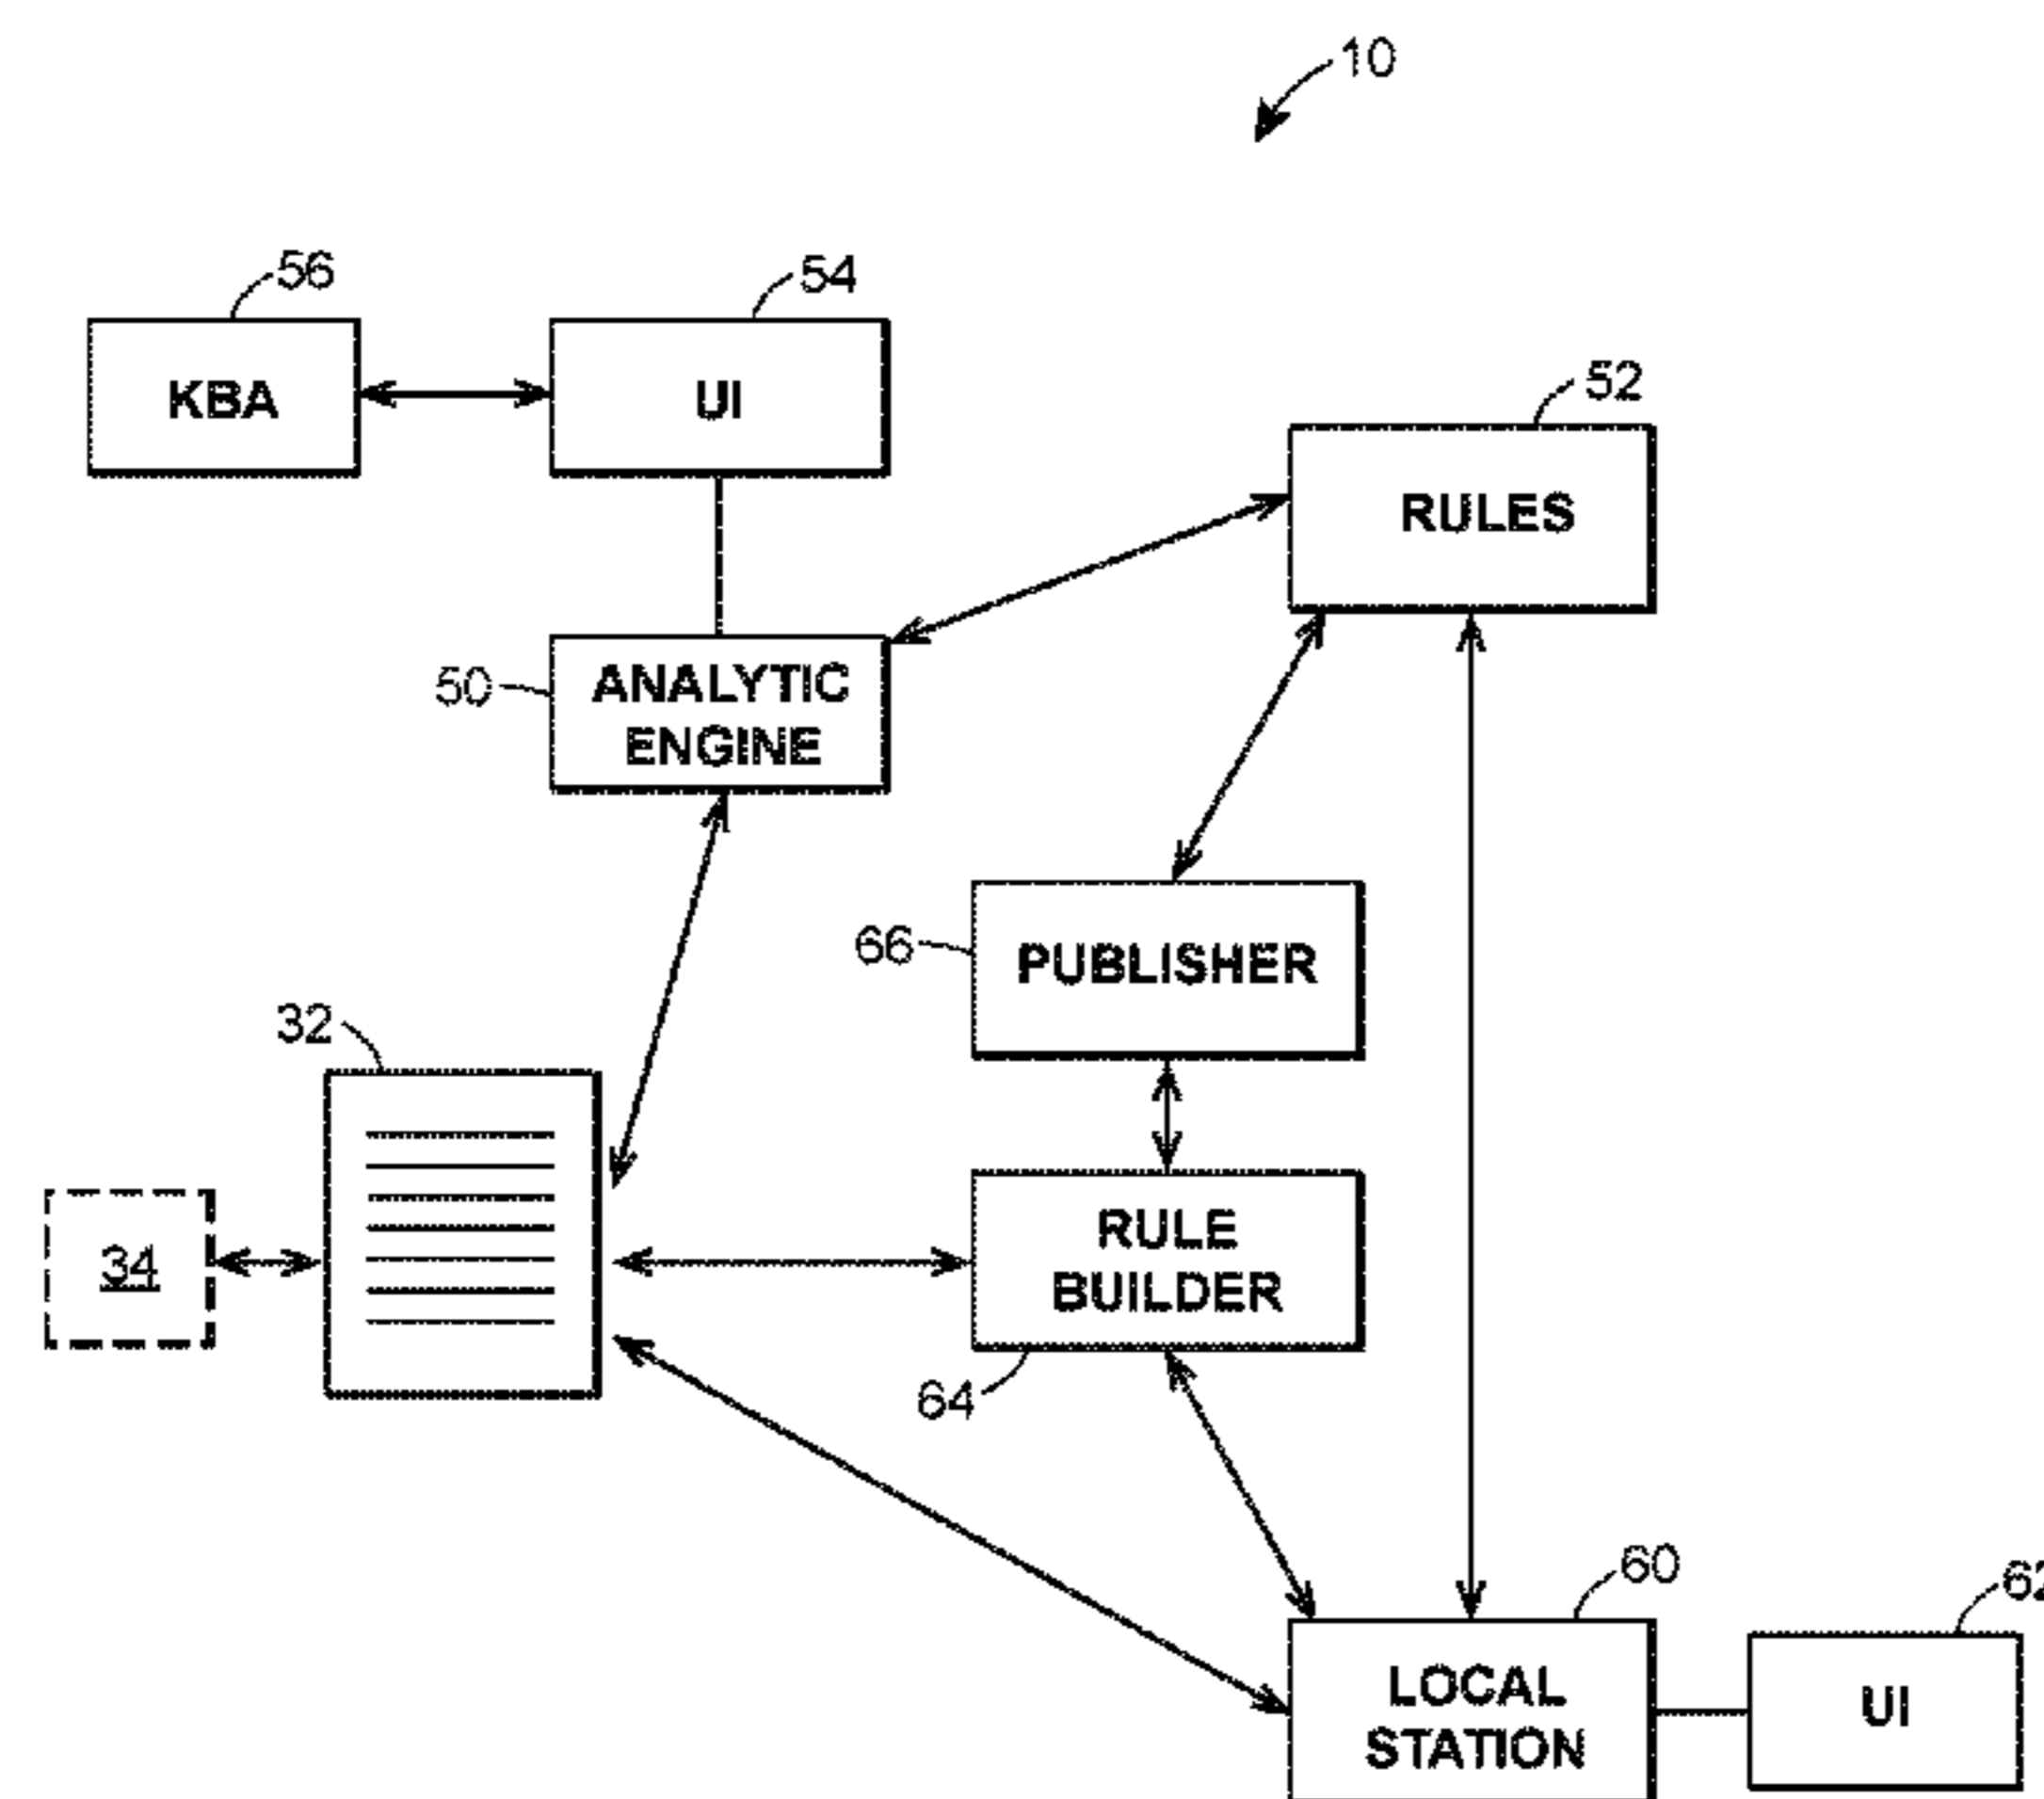 10
56
54
KBA
UI
52
RULES
50
ANALYTIC
ENGINE
66
PUBLISHER
32
34
RULE
BUILDER
64
60
62
LOCAL
STATION
UI